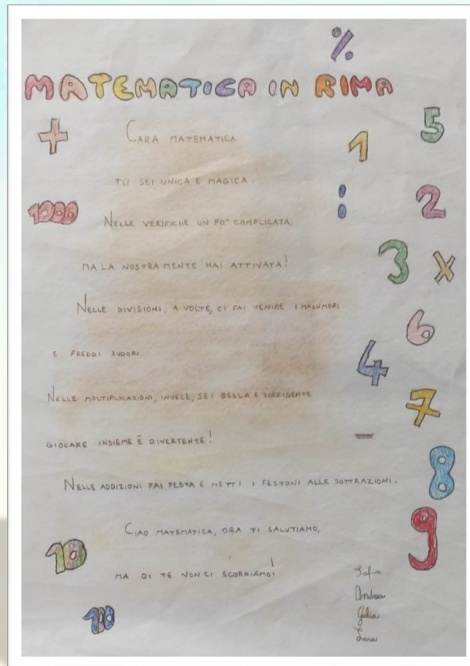 %
MATEMATICA IN RIMA
+
CARA MATEMATICA
1
5
TU SEI UNICA E MAGICA.
1000
:
2
NELLE VERIFICHE UN PO' COMPLICATA,
MA LA NOSTRA MENTE HAI ATTIVATA!
3 x
NELLE DIVISIONI, A VOLTE, CI FAI VENIRE I MALUMORI
6
E FREDDI SUDORI.
4
NELLE MOLTIPLICAZIONI, INVECE, SEI BELLA E SORRIDENTE
7
GIOCARE INSIEME È DIVERTENTE!
-
NELLE ADDIZIONI FAI FESTA E METTI I FESTONI ALLE SOTTRAZIONI.
8
CIAO MATEMATICA, ORA TI SALUTIAMO,
9
10
MA DI TE NON CI SCORDIAMO!
Andrea
Giulia